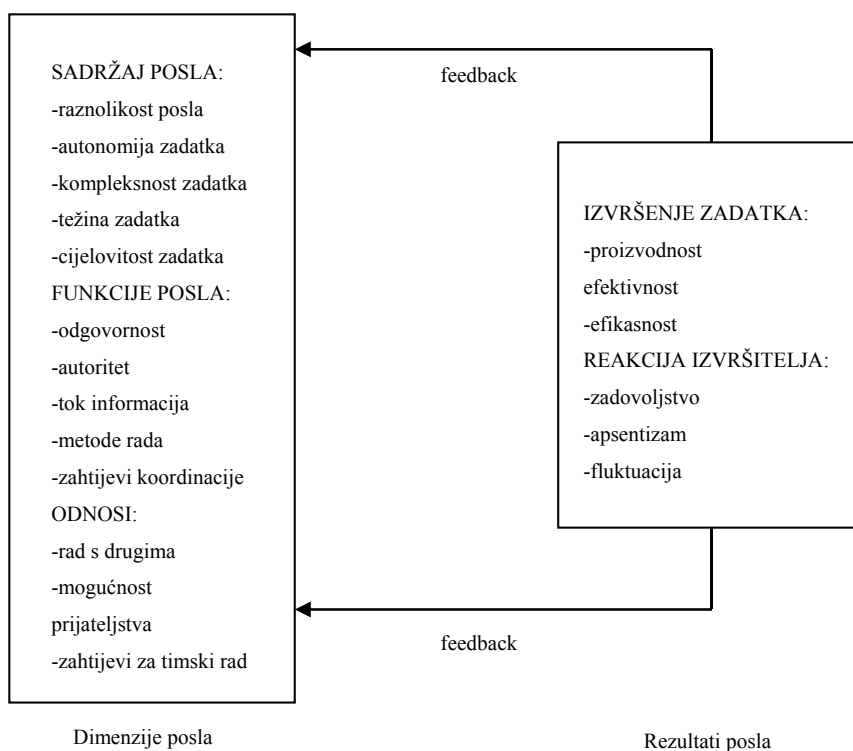 SADRŽAJ POSLA:
-raznolikost posla
-autonomija zadatka
-kompleksnost zadatka
-težina zadatka
-cijelovitost zadatka
FUNKCIJE POSLA:
-odgovornost
-autoritet
-tok informacija
-metode rada
-zahtijevi koordinacije
ODNOSI:
-rad s drugima
-mogućnost
prijateljstva
-zahtijevi za timski rad
Dimenzije posla
feedback
feedback
IZVRŠENJE ZADATKA:
-proizvodnost
efektivnost
-efikasnost
REAKCIJA IZVRŠITELJA:
-zadovoljstvo
-apsentizam
-fluktuacija
Rezultati posla